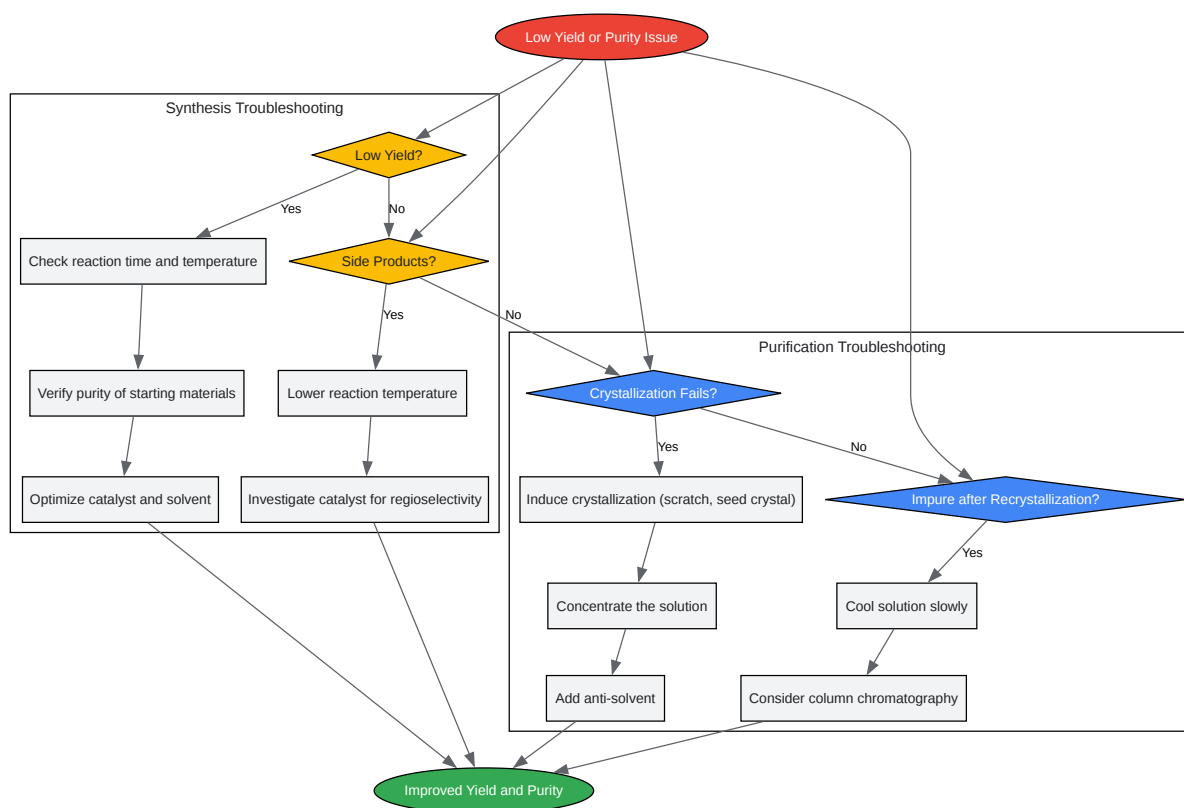 Low Yield or Purity Issue
Synthesis Troubleshooting
Low Yield?
Yes
No
Check reaction time and temperature
Side Products?
Yes
No
Purification Troubleshooting
Verify purity of starting materials
Lower reaction temperature
Crystallization Fails?
Yes
No
Optimize catalyst and solvent
Investigate catalyst for regioselectivity
Induce crystallization (scratch, seed crystal)
Impure after Recrystallization?
Yes
Concentrate the solution
Cool solution slowly
Add anti-solvent
Consider column chromatography
Improved Yield and Purity